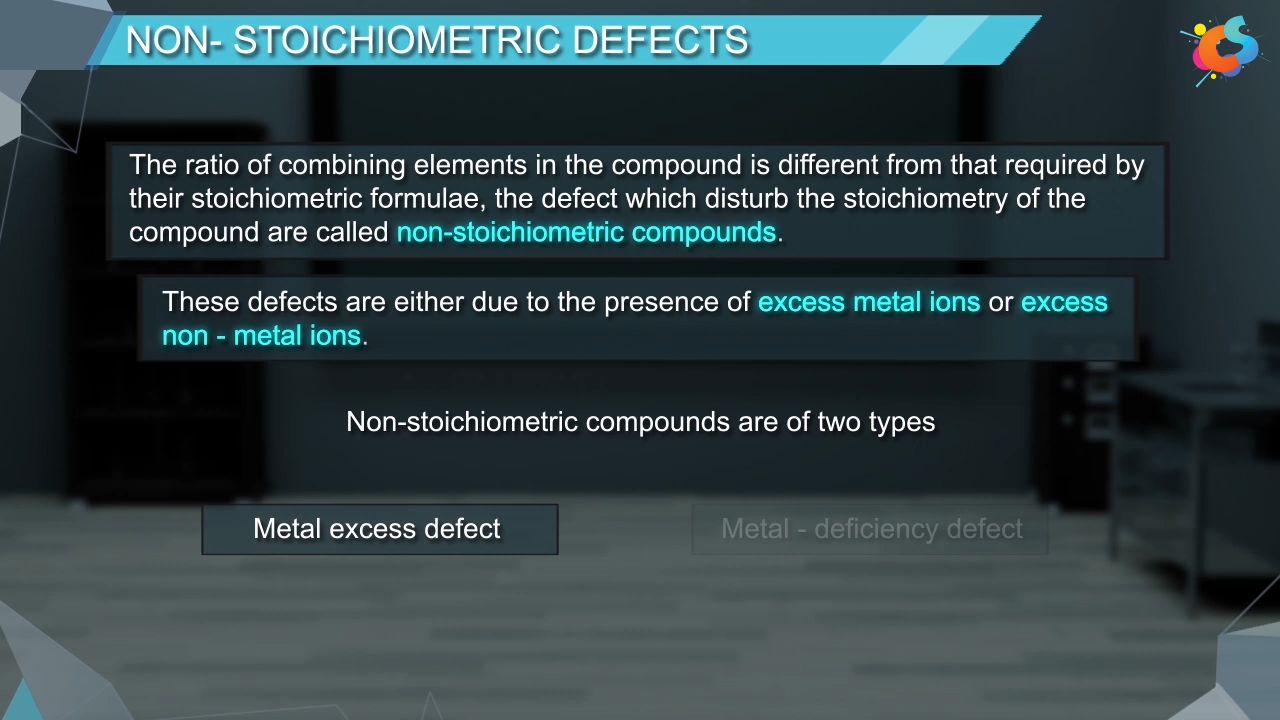 NON- STOICHIOMETRIC DEFECTS
The ratio of combining elements in the compound is different from that required by
their stoichiometric formulae, the defect which disturb the stoichiometry of the
compound are called non-stoichiometric compounds.
These defects are either due to the presence of excess metal ions or excess
non - metal ions.
Non-stoichiometric compounds are of two types
Metal excess defect
Metal - deficiency defect
CS